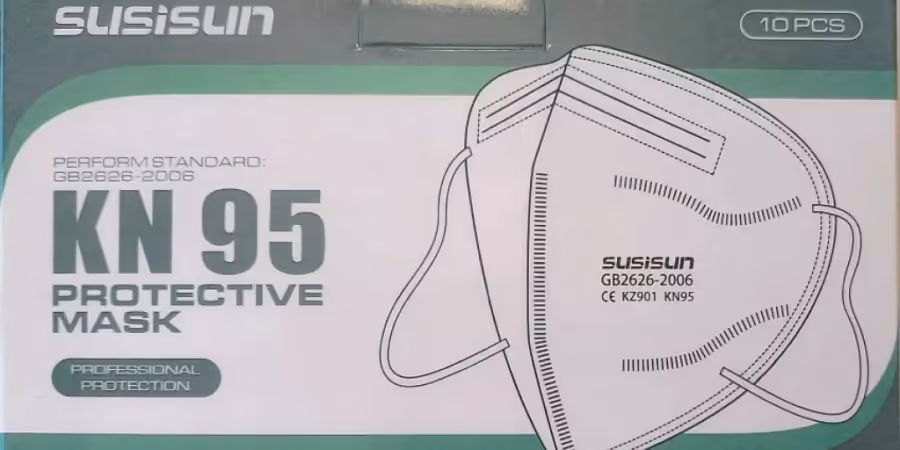 SUSISUN
10 PCS
PERFORM STANDARD:
GB2626-2006
KN 95
PROTECTIVE
MASK
PROFESSIONAL
PROTECTION
SUSISUN
GB2626-2006
CE KZ901 KN95